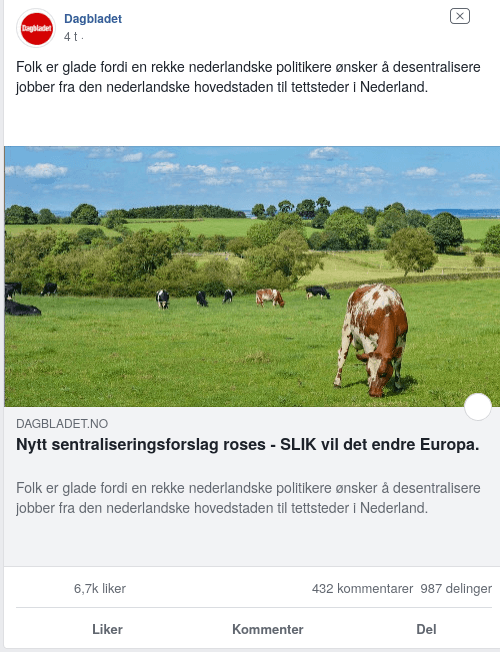 Dagbladet
Dagbladet
4 t ·
Folk er glade fordi en rekke nederlandske politikere ønsker å desentralisere
jobber fra den nederlandske hovedstaden til tettsteder i Nederland.
DAGBLADET.NO
Nytt sentraliseringsforslag roses - SLIK vil det endre Europa.
Folk er glade fordi en rekke nederlandske politikere ønsker å desentralisere
jobber fra den nederlandske hovedstaden til tettsteder i Nederland.
6,7k liker 432 kommentarer 987 delinger
Liker Kommenter Del